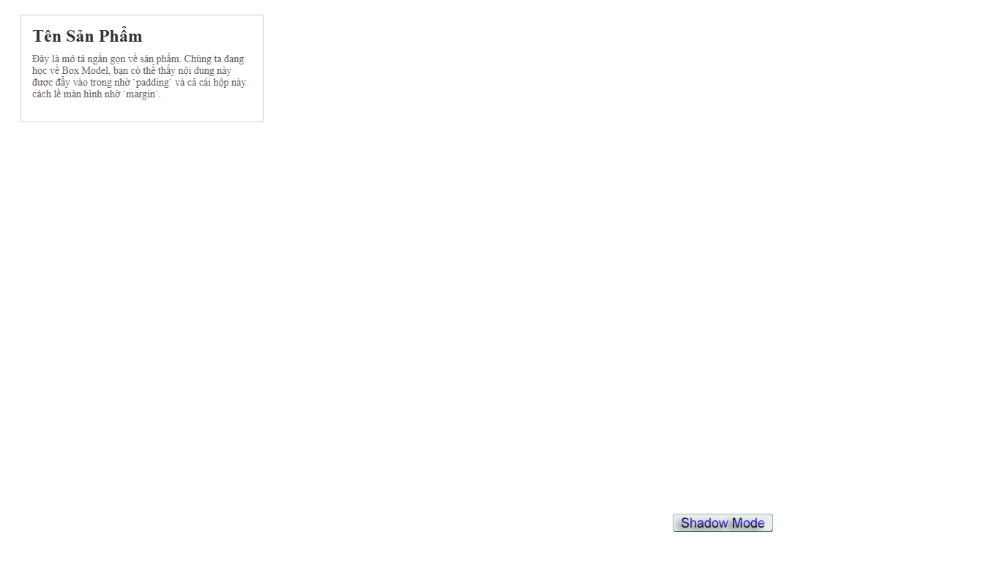 Tên Sản Phẩm
Đây là mô tả ngắn gọn về sản phẩm. Chúng ta đang
học về Box Model, bạn có thể thấy nội dung này
được đẩy vào trong nhờ `padding` và cả cái hộp này
cách lề màn hình nhờ `margin`.
Shadow Mode